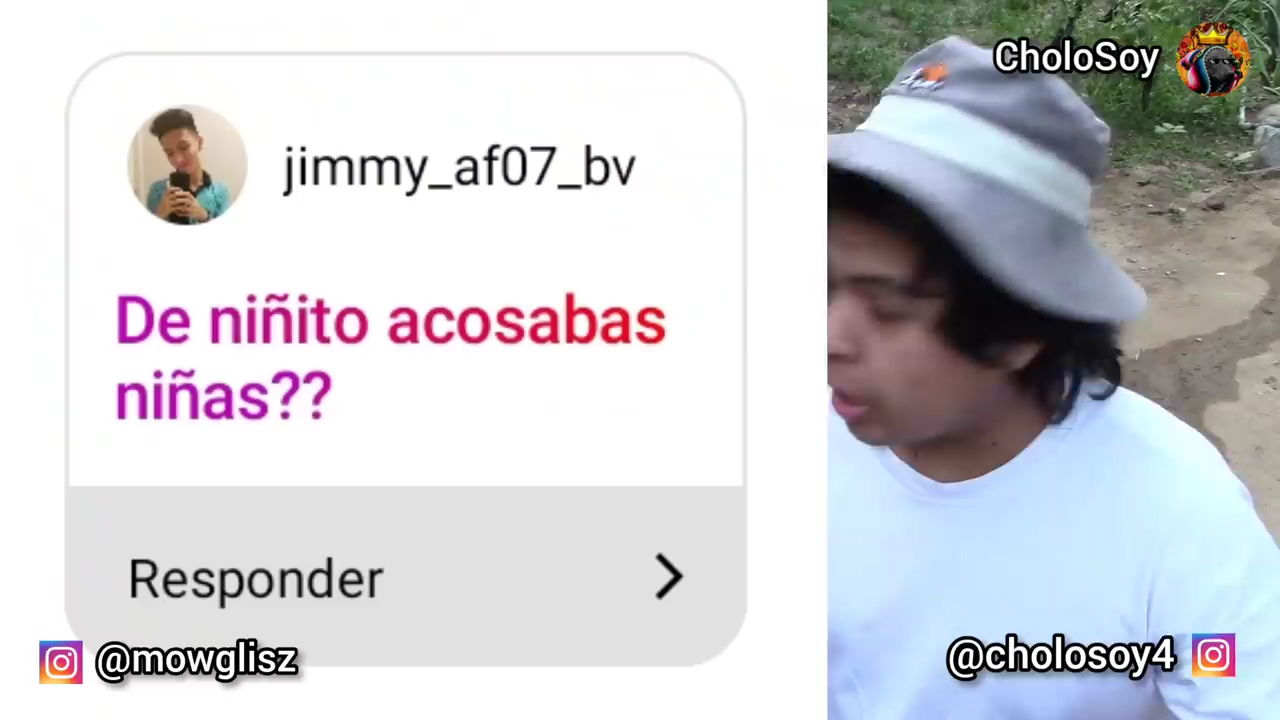 CholoSoy
jimmy_af07_bv
De niñito acosabas
niñas??
Responder
@mowglisz
@cholosoy4